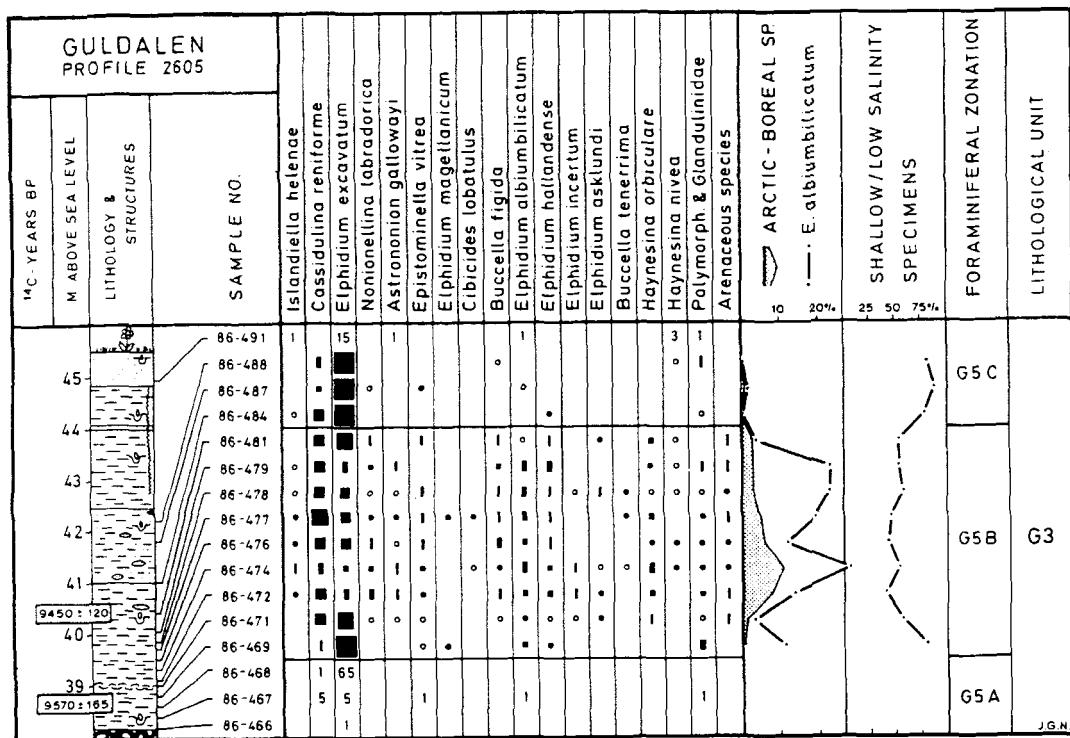 GULDALEN
PROFILE 2605
¹⁴C-YEARS BP
M ABOVE SEA LEVEL
LITHOLOGY &
STRUCTURES
SAMPLE NO.
Islandiella helenae
Cassidulina reniforme
Elphidium excavatum
Nonionellina labradorica
Astrononian gallowayi
Epistominella vitrea
Elphidium magellanicum
Cibicides lobatulus
Buccella figida
Elphidium albiumbilicatum
Elphidium hallandense
Elphidium incertum
Elphidium asklundi
Buccella tenerrima
Haynesina orbiculare
Haynesina nivea
Polymorph. & Glandulinidae
Arenaceous species
ARCTIC-BOREAL SP.
E. albiumbilicatum
10 20%
SHALLOW/LOW SALINITY
SPECIMENS
25 50 75%
FORAMINIFERAL ZONATION
LITHOLOGICAL UNIT
86-491 1 15 1 1 3 1
86-488
86-487
86-484
86-481
86-479
86-478
86-477
86-476
86-474
86-472
86-471
86-469
86-468 1 65
86-467 5 5 1 1 1
86-466 1
45
44
43
42
41
40
39
9450 ± 120
9570 ± 165
G5C
G5B
G5A
G3
J.G.N.